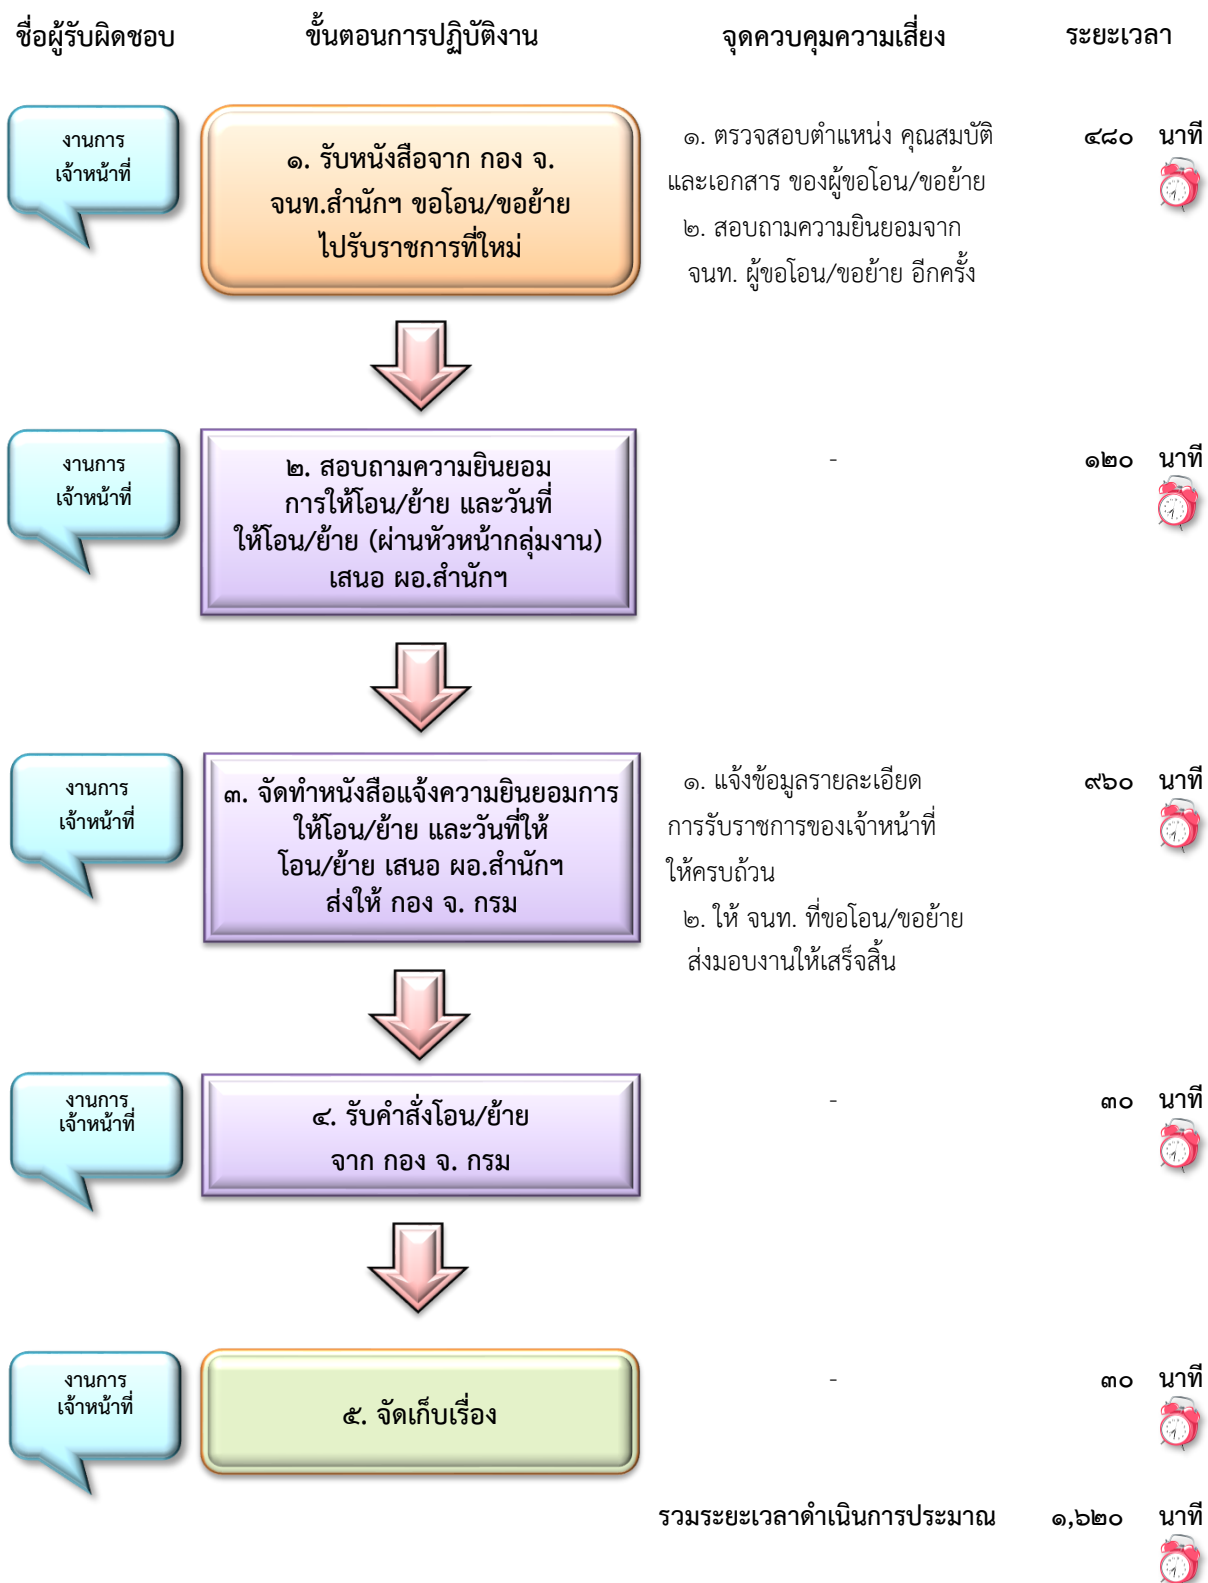 ชื่อผู้รับผิดชอบ ขั้นตอนการปฏิบัติงาน จุดควบคุมความเสี่ยง ระยะเวลา
งานการ
เจ้าหน้าที่
๑. รับหนังสือจาก กอง จ.
จนท.สำนักฯ ขอโอน/ขอย้าย
ไปรับราชการที่ใหม่
๑. ตรวจสอบตำแหน่ง คุณสมบัติ
และเอกสาร ของผู้ขอโอน/ขอย้าย
๒. สอบถามความยินยอมจาก
จนท. ผู้ขอโอน/ขอย้าย อีกครั้ง
๔๘๐ นาที
งานการ
เจ้าหน้าที่
๒. สอบถามความยินยอม
การให้โอน/ย้าย และวันที่
ให้โอน/ย้าย (ผ่านหัวหน้ากลุ่มงาน)
เสนอ ผอ.สำนักฯ
-
๑๒๐ นาที
งานการ
เจ้าหน้าที่
๓. จัดทำหนังสือแจ้งความยินยอมการ
ให้โอน/ย้าย และวันที่ให้
โอน/ย้าย เสนอ ผอ.สำนักฯ
ส่งให้ กอง จ. กรม
๑. แจ้งข้อมูลรายละเอียด
การรับราชการของเจ้าหน้าที่
ให้ครบถ้วน
๒. ให้ จนท. ที่ขอโอน/ขอย้าย
ส่งมอบงานให้เสร็จสิ้น
๙๖๐ นาที
งานการ
เจ้าหน้าที่
๔. รับคำสั่งโอน/ย้าย
จาก กอง จ. กรม
-
๓๐ นาที
งานการ
เจ้าหน้าที่
๕. จัดเก็บเรื่อง
-
๓๐ นาที
รวมระยะเวลาดำเนินการประมาณ ๑,๖๒๐ นาที